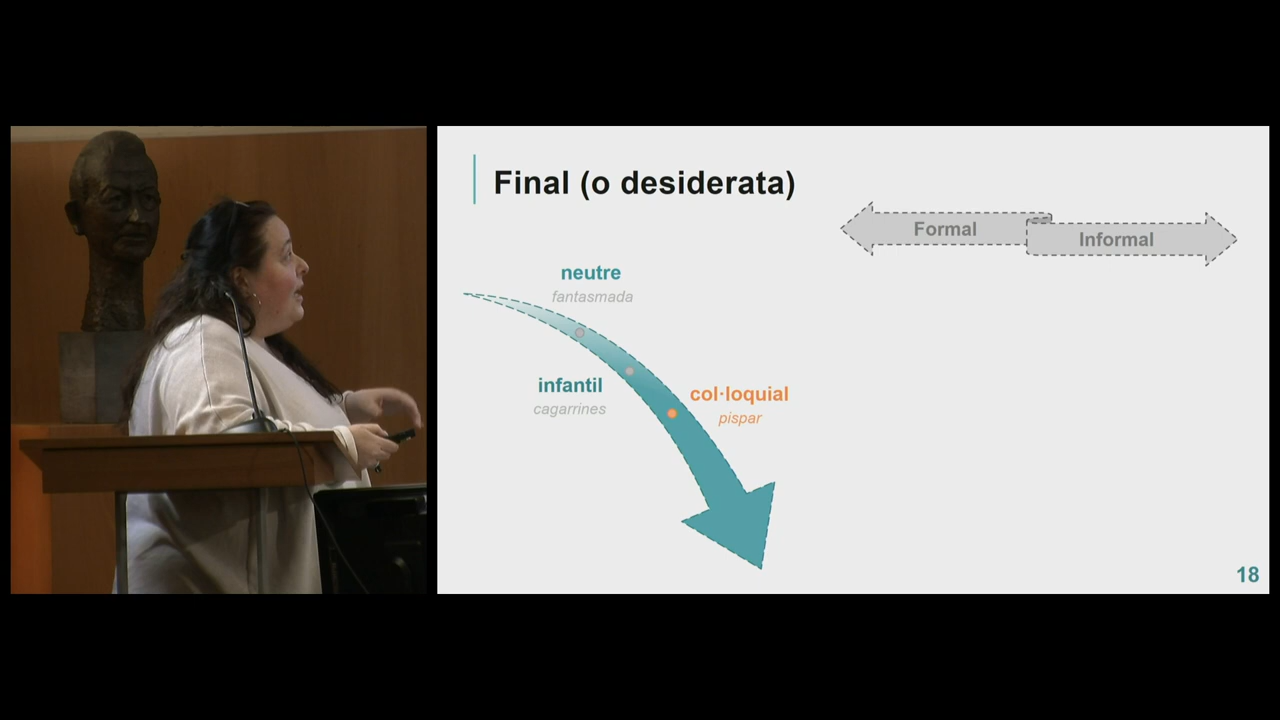 Final (o desiderata)
Formal
Informal
neutre
fantasmada
infantil
cagarrines
col·loquial
pispar
18